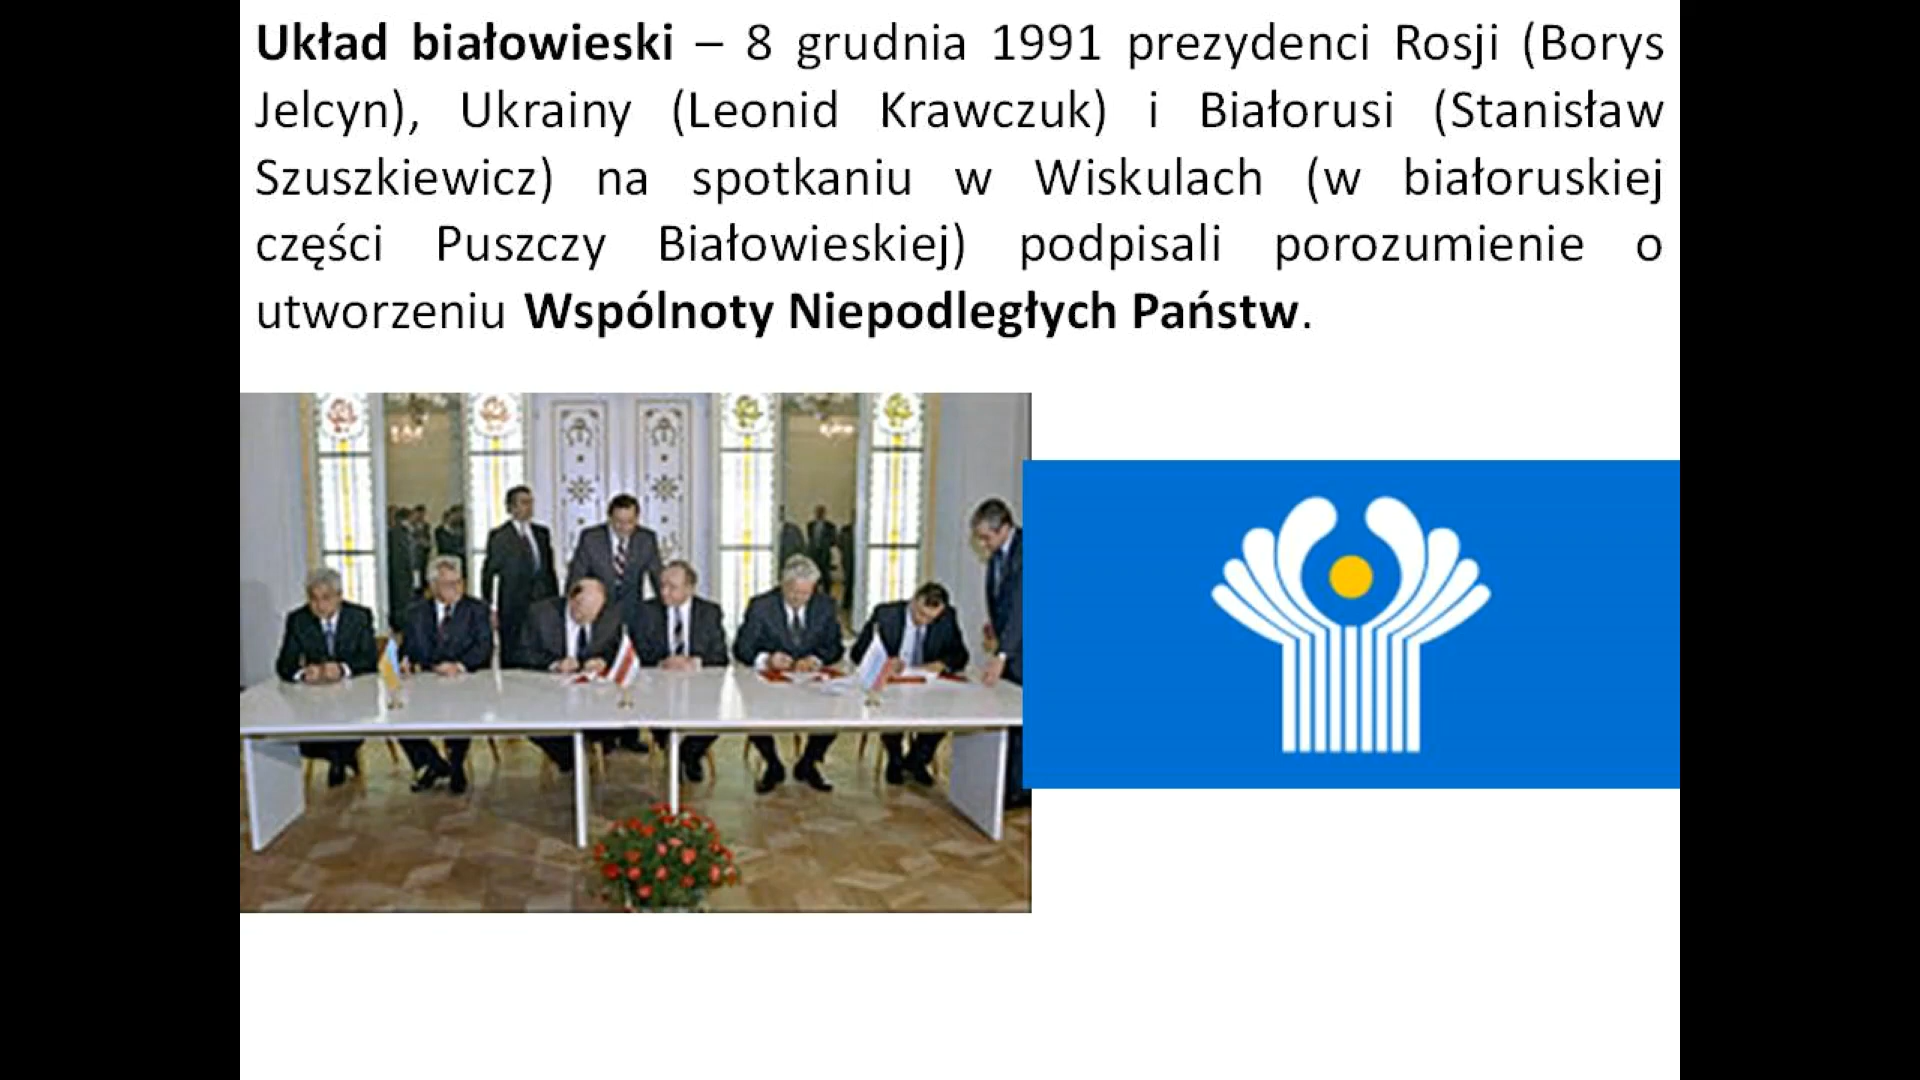 Układ białowieski – 8 grudnia 1991 prezydenci Rosji (Borys
Jelcyn), Ukrainy (Leonid Krawczuk) i Białorusi (Stanisław
Szuszkiewicz) na spotkaniu w Wiskulach (w białoruskiej
części Puszczy Białowieskiej) podpisali porozumienie o
utworzeniu Wspólnoty Niepodległych Państw.